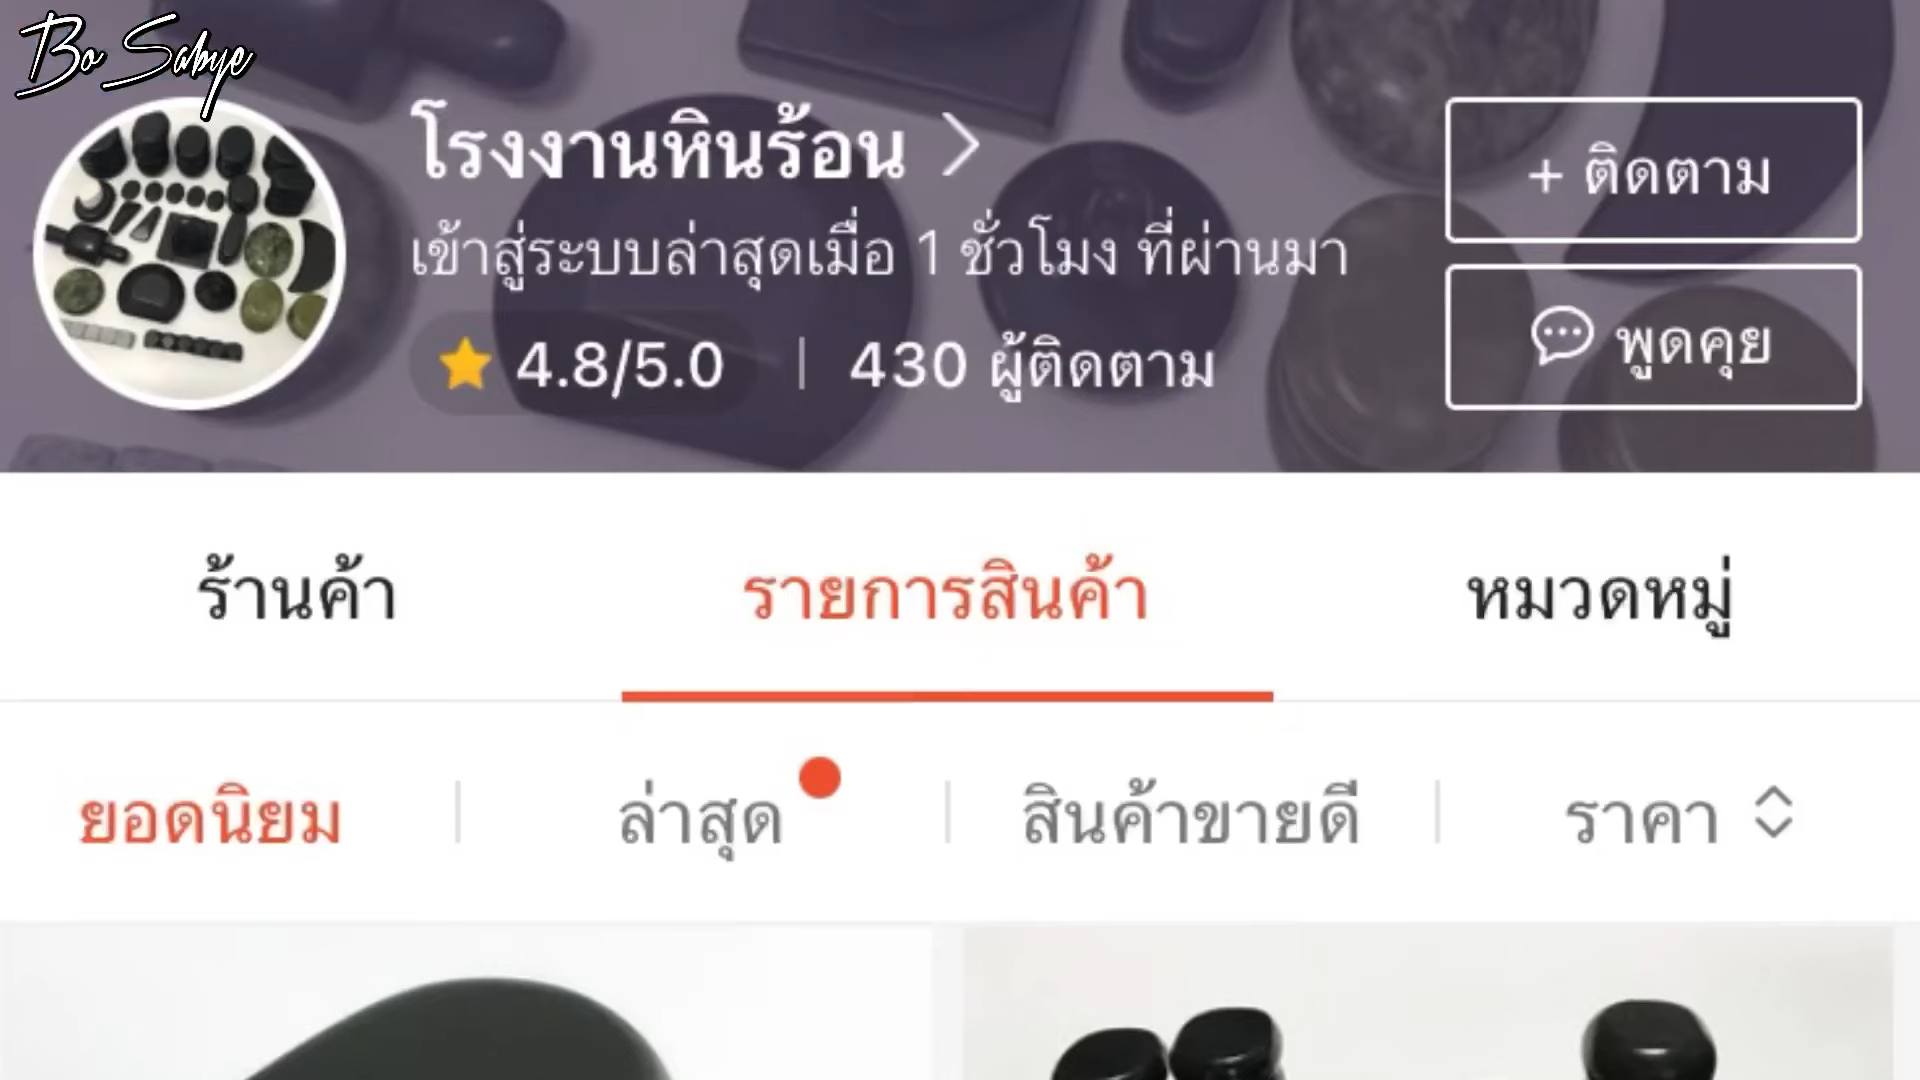 Bo Sabye
โรงงานหินร้อน
+ ติดตาม
เข้าสู่ระบบล่าสุดเมื่อ 1 ชั่วโมง ที่ผ่านมา
4.8/5.0 | 430 ผู้ติดตาม
พูดคุย
ร้านค้า รายการสินค้า หมวดหมู่
ยอดนิยม ล่าสุด สินค้าขายดี ราคา